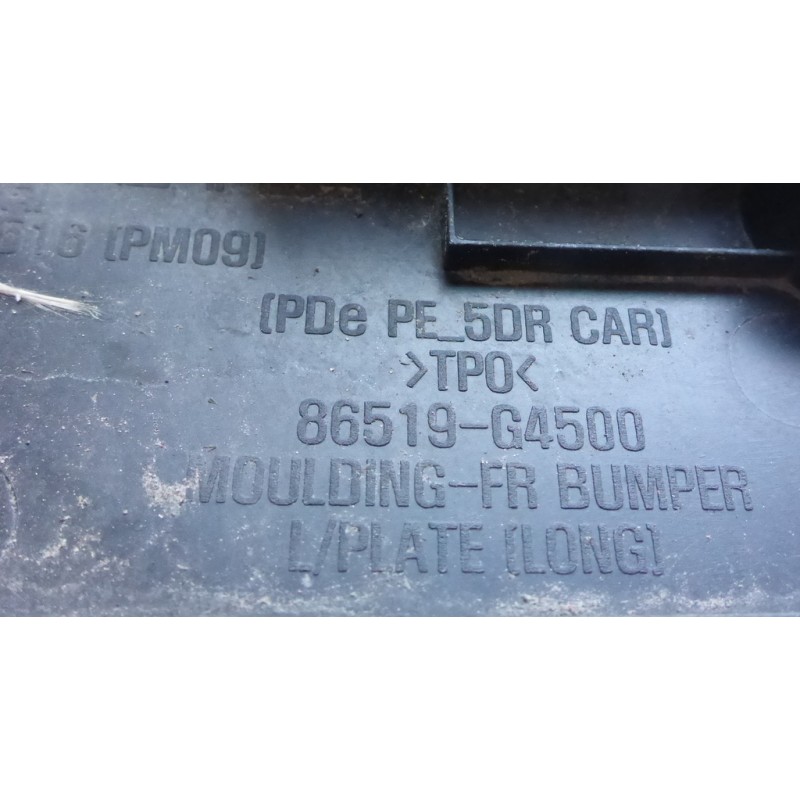 (PM09)
(PDe PE_5DR CAR)
>TPO<
86519-G4500
MOULDING-FR BUMPER
L/PLATE (LONG)